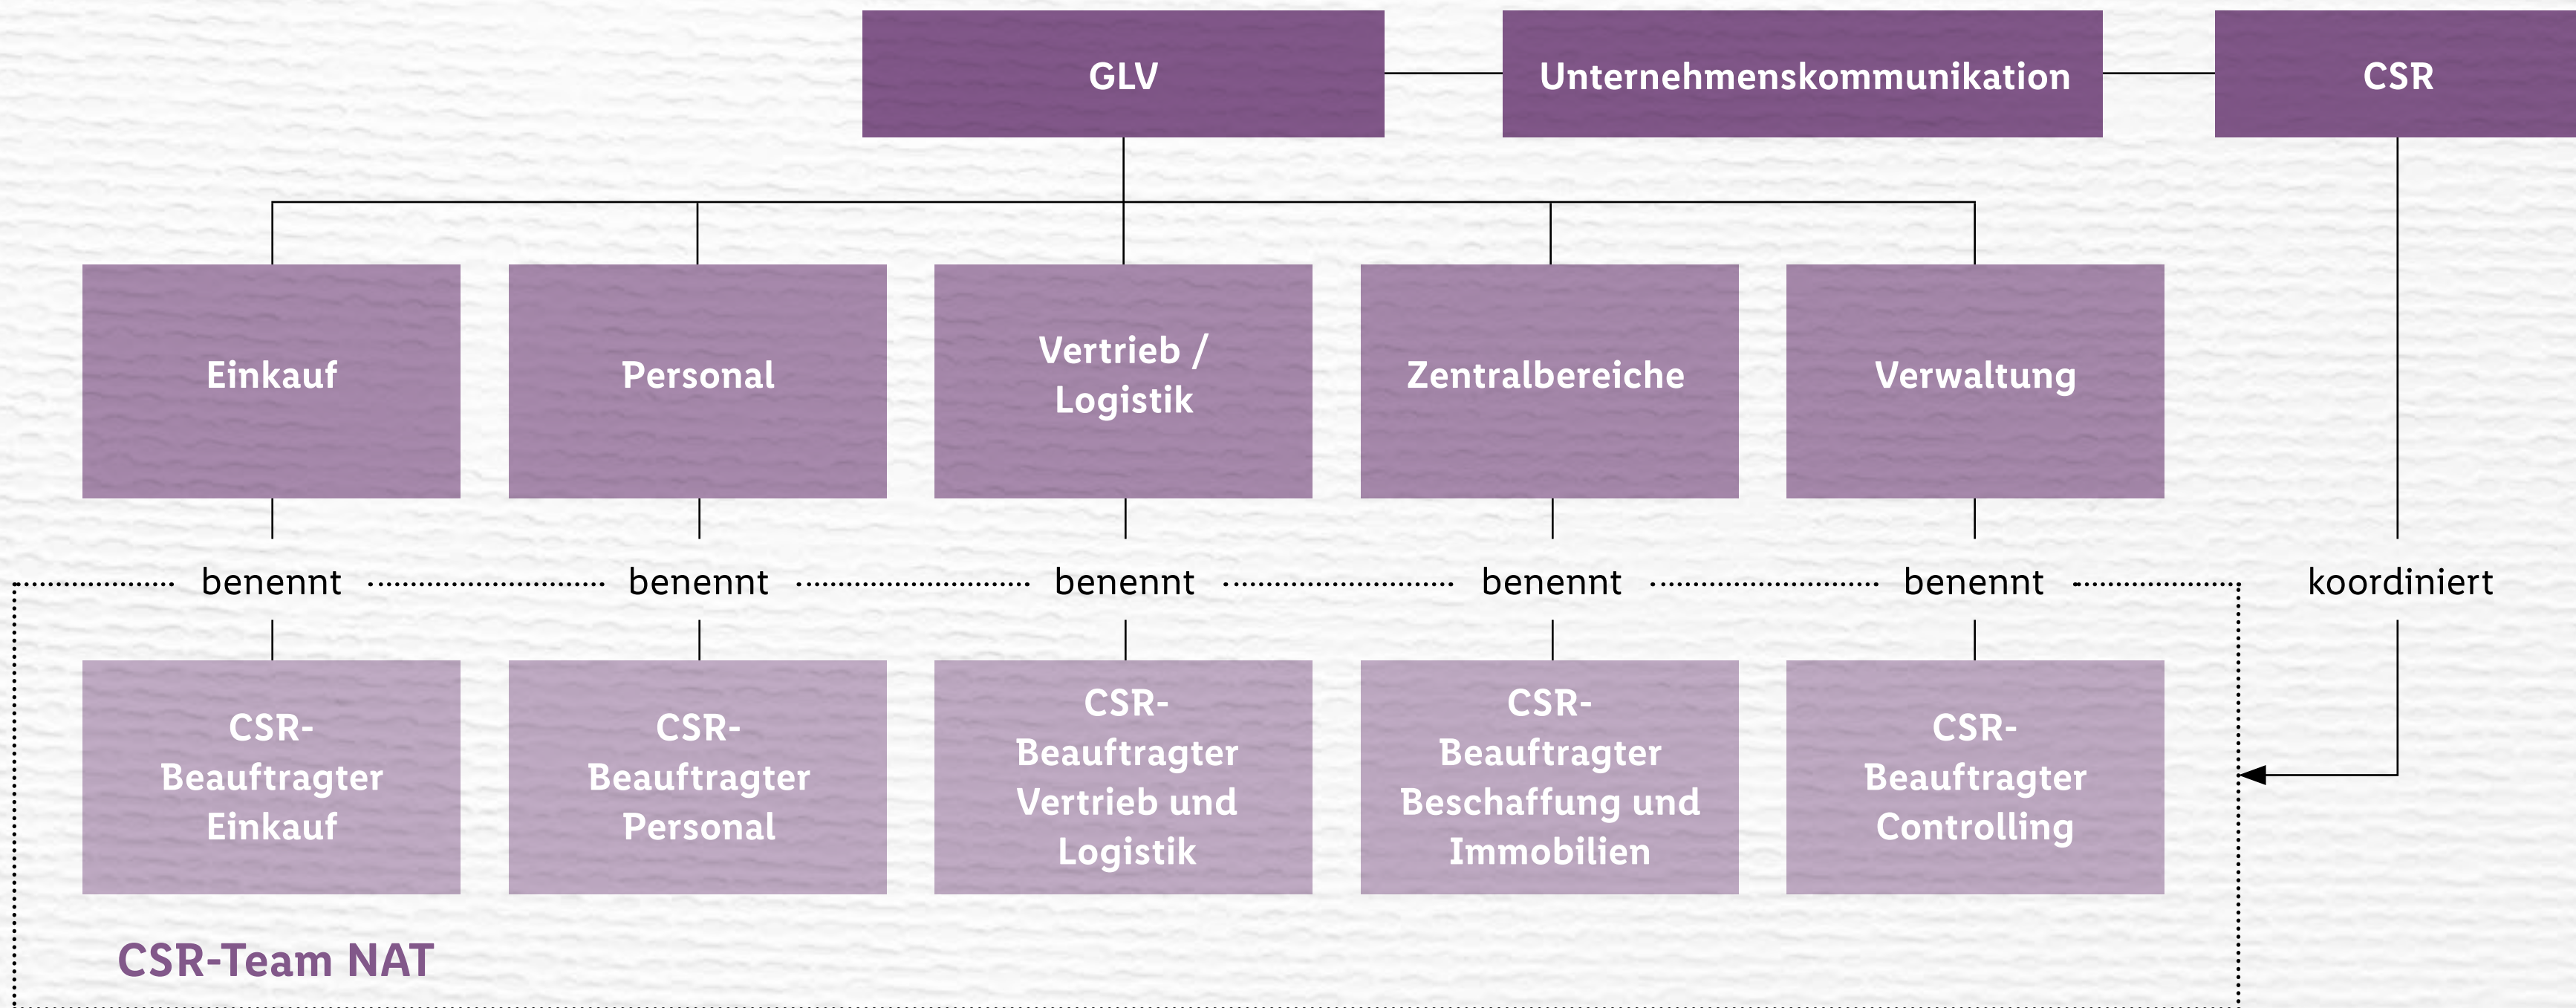 GLV
Unternehmenskommunikation
CSR
Einkauf
Personal
Vertrieb /
Logistik
Zentralbereiche
Verwaltung
benennt
benennt
benennt
benennt
benennt
koordiniert
CSR-
Beauftragter
Einkauf
CSR-
Beauftragter
Personal
CSR-
Beauftragter
Vertrieb und
Logistik
CSR-
Beauftragter
Beschaffung und
Immobilien
CSR-
Beauftragter
Controlling
CSR-Team NAT